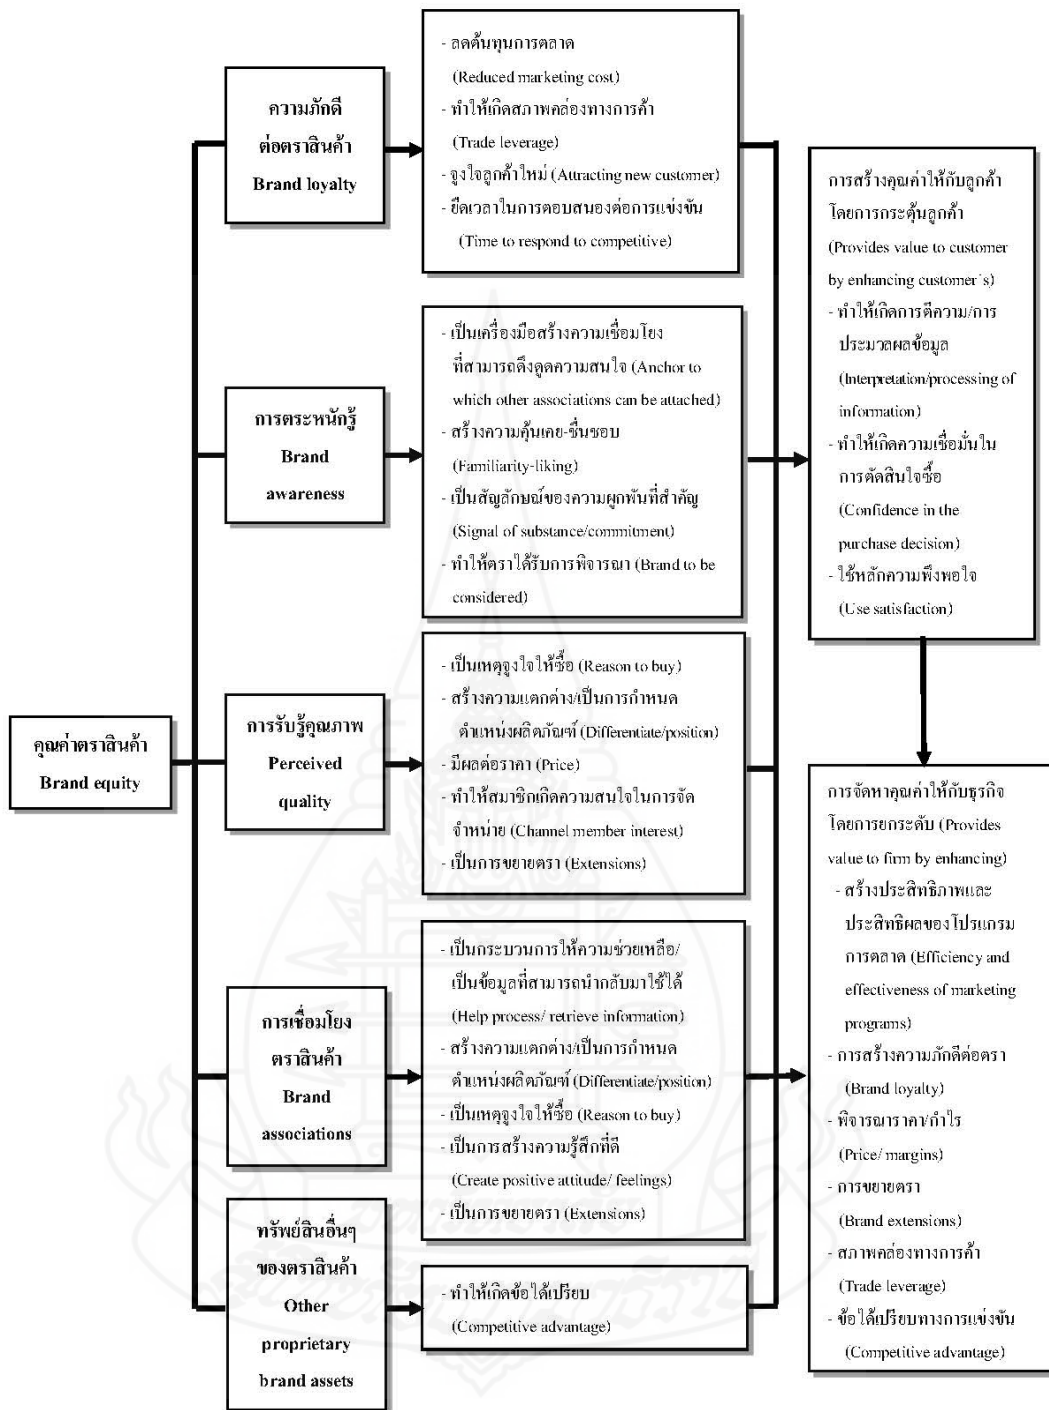 คุณค่าตราสินค้า
Brand equity
ความภักดี
ต่อตราสินค้า
Brand loyalty
- ลดต้นทุนการตลาด
(Reduced marketing cost)
- ทำให้เกิดสภาพคล่องทางการค้า
(Trade leverage)
- จูงใจลูกค้าใหม่ (Attracting new customer)
- ยืดเวลาในการตอบสนองต่อการแข่งขัน
(Time to respond to competitive)
การตระหนักรู้
Brand
awareness
- เป็นเครื่องมือสร้างความเชื่อมโยง
ที่สามารถดึงดูดความสนใจ (Anchor to
which other associations can be attached)
- สร้างความคุ้นเคย-ชื่นชอบ
(Familiarity-liking)
- เป็นสัญลักษณ์ของความผูกพันที่สำคัญ
(Signal of substance/commitment)
- ทำให้ตราได้รับการพิจารณา (Brand to be
considered)
การรับรู้คุณภาพ
Perceived
quality
- เป็นเหตุจูงใจให้ซื้อ (Reason to buy)
- สร้างความแตกต่าง/เป็นการกำหนด
ตำแหน่งผลิตภัณฑ์ (Differentiate/position)
- มีผลต่อราคา (Price)
- ทำให้สมาชิกเกิดความสนใจในการจัด
จำหน่าย (Channel member interest)
- เป็นการขยายตรา (Extensions)
การเชื่อมโยง
ตราสินค้า
Brand
associations
- เป็นกระบวนการให้ความช่วยเหลือ/
เป็นข้อมูลที่สามารถนำกลับมาใช้ได้
(Help process/ retrieve information)
- สร้างความแตกต่าง/เป็นการกำหนด
ตำแหน่งผลิตภัณฑ์ (Differentiate/position)
- เป็นเหตุจูงใจให้ซื้อ (Reason to buy)
- เป็นการสร้างความรู้สึกที่ดี
(Create positive attitude/ feelings)
- เป็นการขยายตรา (Extensions)
ทรัพย์สินอื่นๆ
ของตราสินค้า
Other
proprietary
brand assets
- ทำให้เกิดข้อได้เปรียบ
(Competitive advantage)
การสร้างคุณค่าให้กับลูกค้า
โดยการกระตุ้นลูกค้า
(Provides value to customer
by enhancing customer's)
- ทำให้เกิดการตีความ/การ
ประมวลผลข้อมูล
(Interpretation/processing of
information)
- ทำให้เกิดความเชื่อมั่นใน
การตัดสินใจซื้อ
(Confidence in the
purchase decision)
- ใช้หลักความพึงพอใจ
(Use satisfaction)
การจัดหาคุณค่าให้กับธุรกิจ
โดยการยกระดับ (Provides
value to firm by enhancing)
- สร้างประสิทธิภาพและ
ประสิทธิผลของโปรแกรม
การตลาด (Efficiency and
effectiveness of marketing
programs)
- การสร้างความภักดีต่อตรา
(Brand loyalty)
- พิจารณาราคา/กำไร
(Price/ margins)
- การขยายตรา
(Brand extensions)
- สภาพคล่องทางการค้า
(Trade leverage)
- ข้อได้เปรียบทางการแข่งขัน
(Competitive advantage)